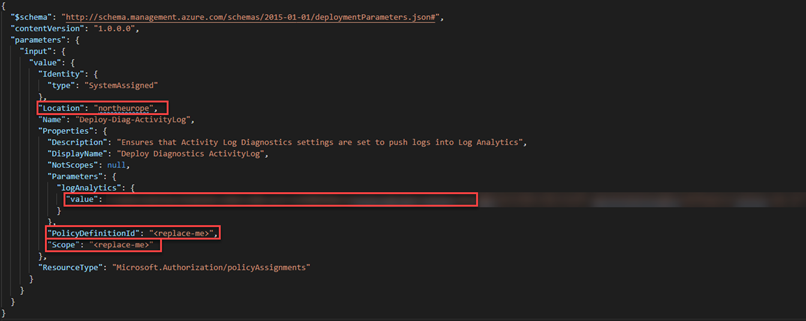 {
"$schema": "http://schema.management.azure.com/schemas/2015-01-01/deploymentParameters.json#",
"contentVersion": "1.0.0.0",
"parameters": {
"input": {
"value": {
"Identity": {
"type": "SystemAssigned"
},
"Location": "northeurope",
"Name": "Deploy-Diag-ActivityLog",
"Properties": {
"Description": "Ensures that Activity Log Diagnostics settings are set to push logs into Log Analytics",
"DisplayName": "Deploy Diagnostics ActivityLog",
"NotScopes": null,
"Parameters": {
"logAnalytics": {
"value":
}
},
"PolicyDefinitionId": "<replace-me>",
"Scope": "<replace-me>"
},
"ResourceType": "Microsoft.Authorization/policyAssignments"
}
}
}
}